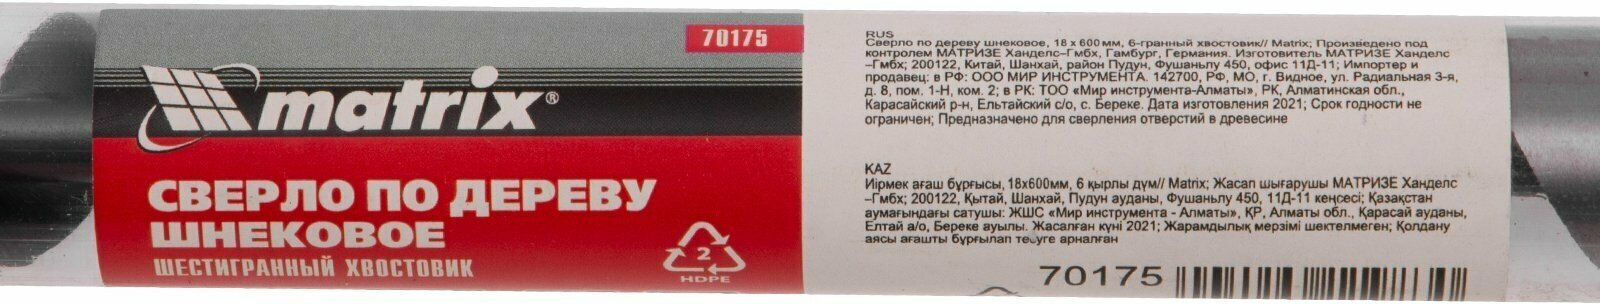 70175
matrix®
СВЕРЛО ПО ДЕРЕВУ
ШНЕКОВОЕ
ШЕСТИГРАННЫЙ ХВОСТОВИК
2
HDPE
RUS
Сверло по дереву шнековое, 18 х 600 мм, 6-гранный хвостовик// Matrix; Произведено под
контролем МАТРИЗЕ Ханделс–Гмбх, Гамбург, Германия. Изготовитель МАТРИЗЕ Ханделс
–Гмбх; 200122, Китай, Шанхай, район Пудун, Фушаньлу 450, офис 11Д-11; Импортер и
продавец: в РФ: ООО МИР ИНСТРУМЕНТА. 142700, РФ, МО, г. Видное, ул. Радиальная 3-я,
д. 8, пом. 1-Н, ком. 2; в РК: ТОО «Мир инструмента-Алматы», РК, Алматинская обл.,
Карасайский р-н, Ельтайский с/о, с. Береке. Дата изготовления 2021; Срок годности не
ограничен; Предназначено для сверления отверстий в древесине
KAZ
Иірмек ағаш бұрғысы, 18х600мм, 6 қырлы дүм// Matrix; Жасап шығарушы МАТРИЗЕ Ханделс
–Гмбх; 200122, Қытай, Шанхай, Пудун ауданы, Фушаньлу 450, 11Д-11 кеңсесі; Қазақстан
аумағындағы сатушы: ЖШС «Мир инструмента - Алматы», ҚР, Алматы обл., Қарасай ауданы,
Елтай а/о, Береке ауылы. Жасалған күні 2021; Жарамдылық мерзімі шектелмеген; Қолдану
аясы ағашты бұрғылап тесуге арналған
70175